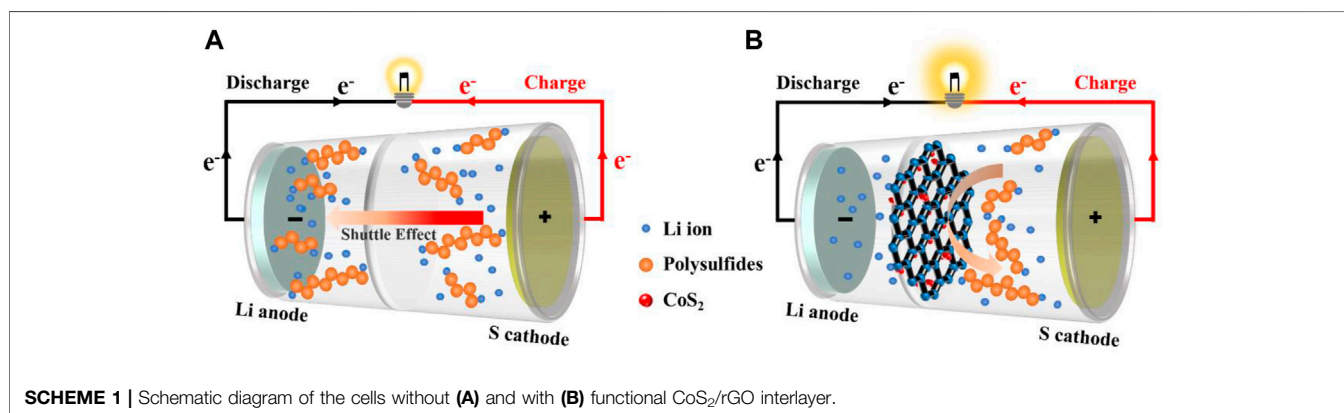 A
Discharge e⁻ e⁻ Charge
e⁻ e⁻
− +
Shuttle Effect
Li anode
S cathode
Li ion
Polysulfides
CoS₂
B
Discharge e⁻ e⁻ Charge
e⁻ e⁻
− +
Li anode
S cathode
SCHEME 1 | Schematic diagram of the cells without (A) and with (B) functional CoS₂/rGO interlayer.